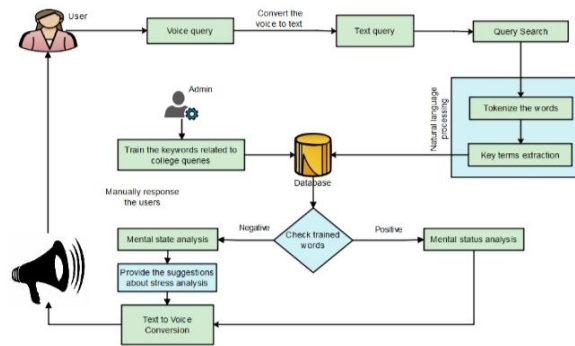 User
Voice query
Convert the
voice to text
Text query
Query Search
Natural language
processing
Tokenize the words
Key terms extraction
Admin
Train the keywords related to
college queries
Database
Manually response
the users
Check trained
words
Negative
Positive
Mental state analysis
Mental status analysis
Provide the suggestions
about stress analysis
Text to Voice
Conversion